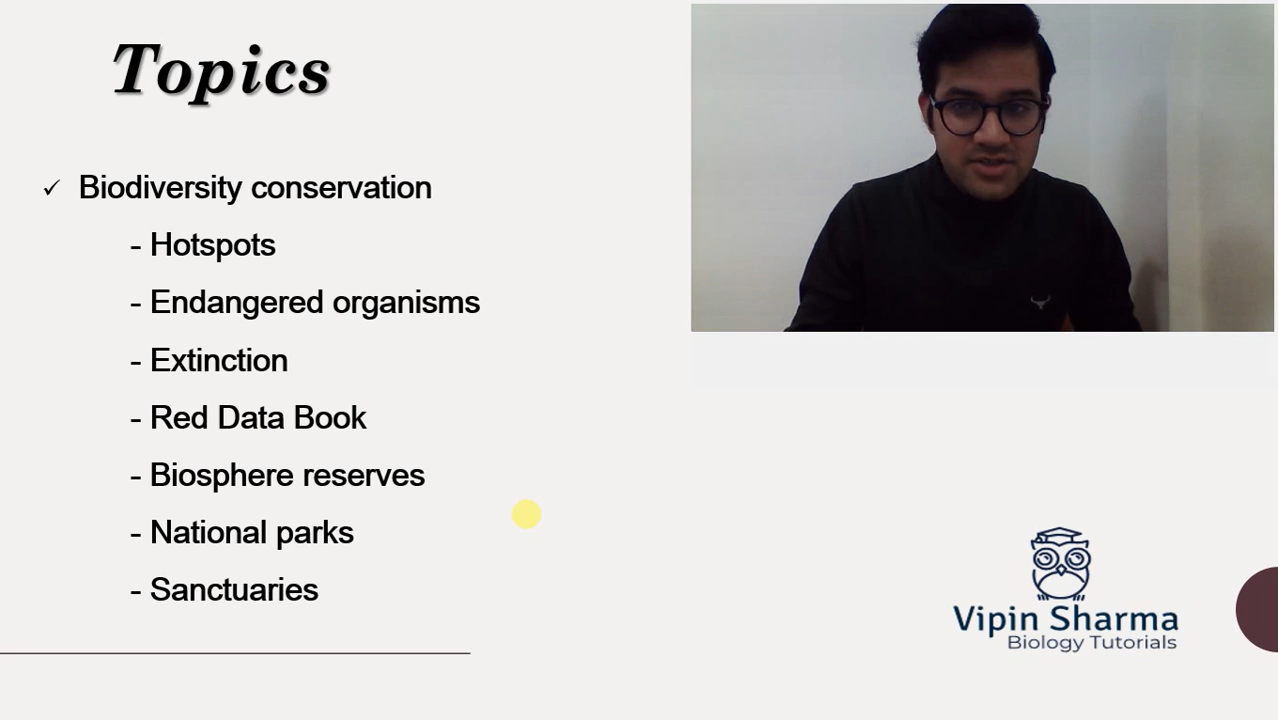 Topics
✓ Biodiversity conservation
- Hotspots
- Endangered organisms
- Extinction
- Red Data Book
- Biosphere reserves
- National parks
- Sanctuaries
Vipin Sharma
Biology Tutorials